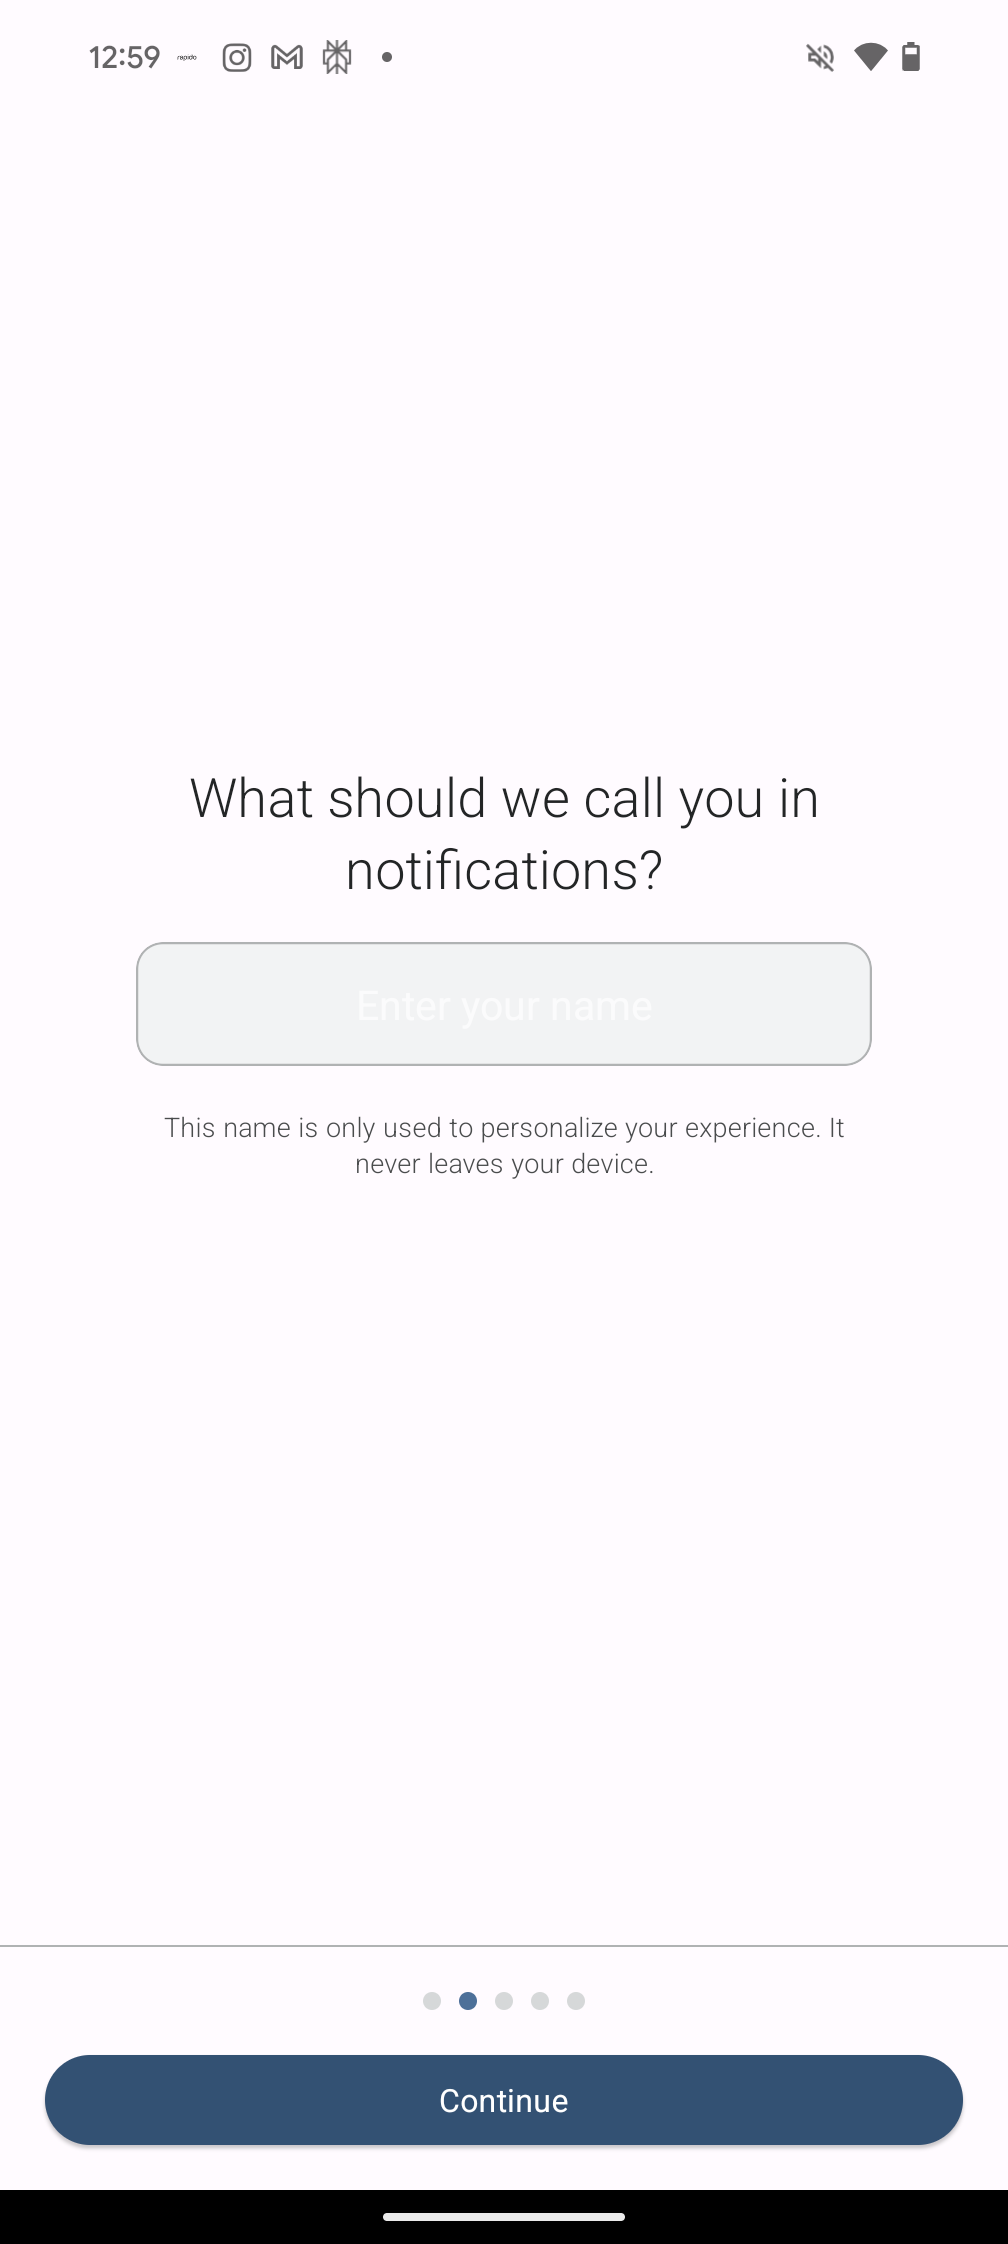 12:59 rapido
What should we call you in
notifications?
Enter your name
This name is only used to personalize your experience. It
never leaves your device.
Continue